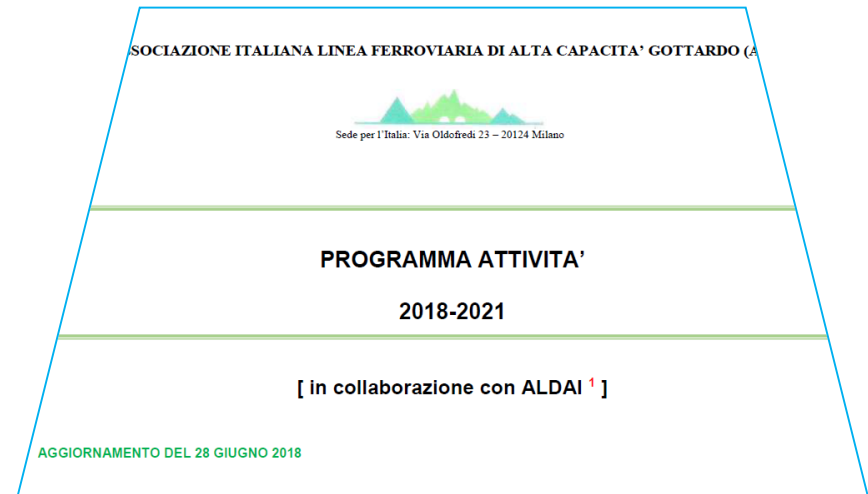 SOCIAZIONE ITALIANA LINEA FERROVIARIA DI ALTA CAPACITA' GOTTARDO (A
Sede per l'Italia: Via Oldofredi 23 – 20124 Milano
PROGRAMMA ATTIVITA'
2018-2021
[ in collaborazione con ALDAI 1 ]
AGGIORNAMENTO DEL 28 GIUGNO 2018